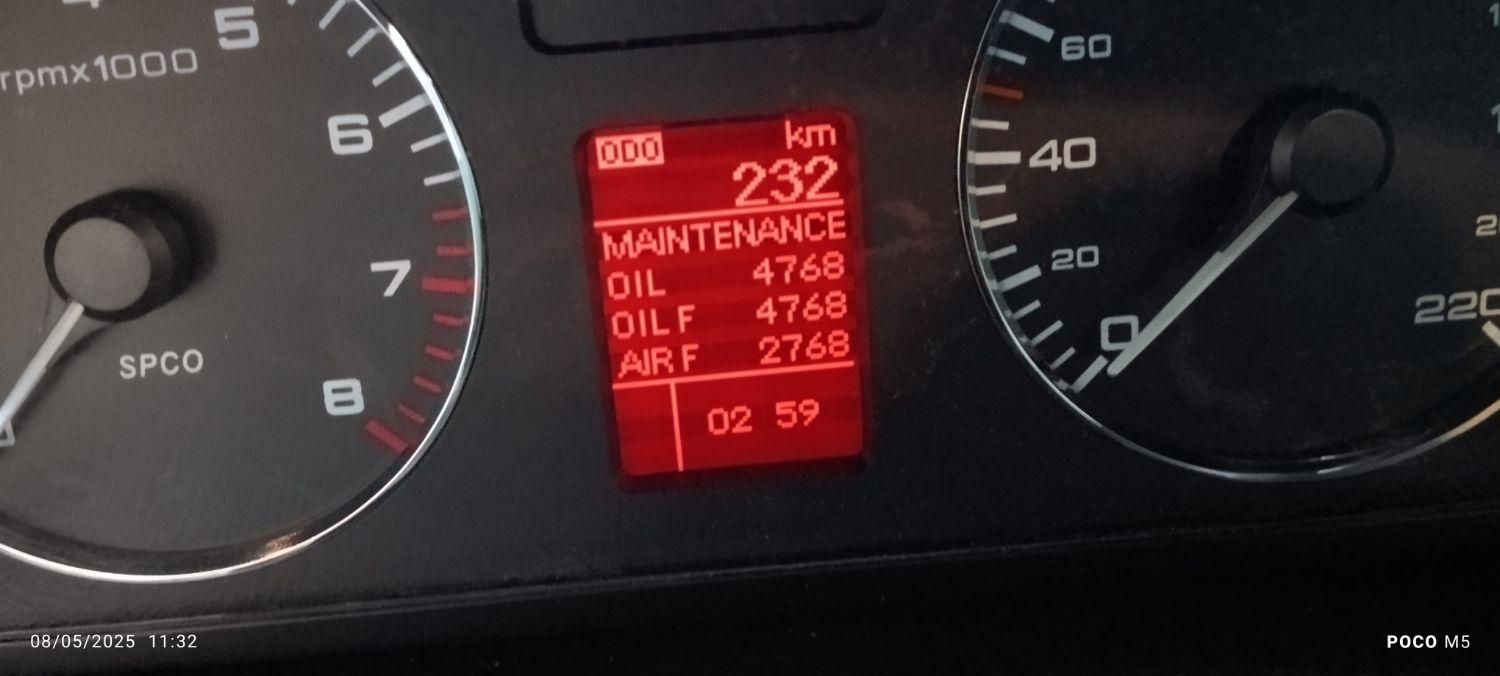 5
rpmx1000
6
7
8
SPCO
ODO km
232
MAINTENANCE
OIL 4768
OIL F 4768
AIR F 2768
02 59
60
40
20
0
220
08/05/2025 11:32
POCO M5